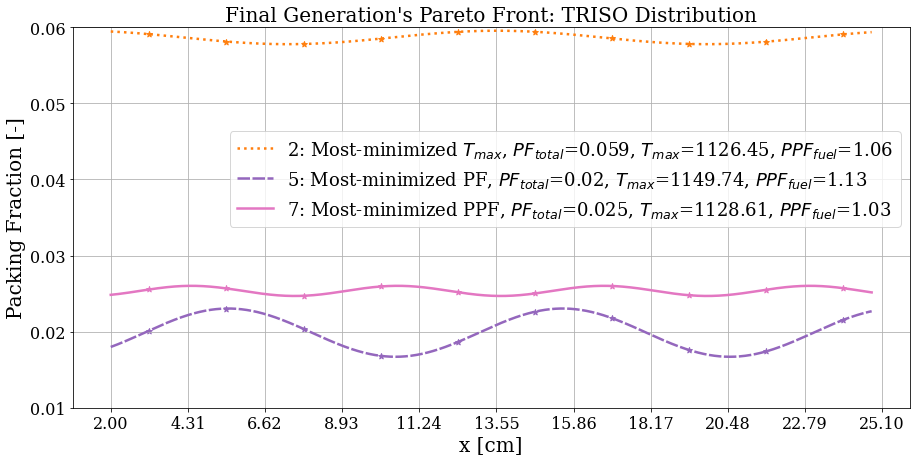 Final Generation's Pareto Front: TRISO Distribution
Packing Fraction [-]
0.06
0.05
0.04
0.03
0.02
0.01
2: Most-minimized T_max, PF_total=0.059, T_max=1126.45, PPF_fuel=1.06
5: Most-minimized PF, PF_total=0.02, T_max=1149.74, PPF_fuel=1.13
7: Most-minimized PPF, PF_total=0.025, T_max=1128.61, PPF_fuel=1.03
2.00 4.31 6.62 8.93 11.24 13.55 15.86 18.17 20.48 22.79 25.10
x [cm]